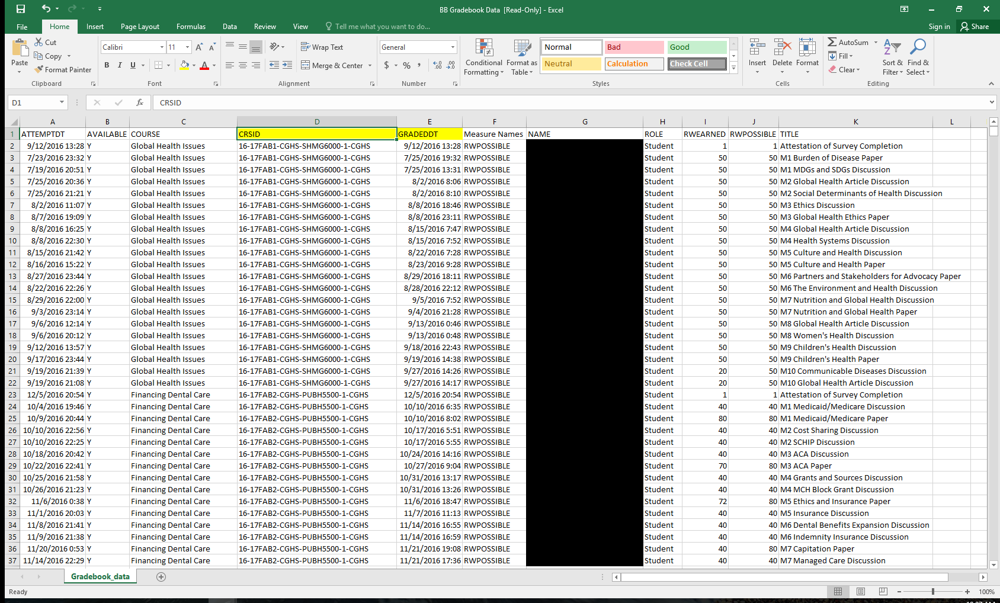 BB Gradebook Data [Read-Only] - Excel
File Home Insert Page Layout Formulas Data Review View Tell me what you want to do... Sign in Share
Cut Calibri 11 Wrap Text General Normal Bad Good AutoSum
Paste Copy Merge & Center Conditional Formatting Format as Table Neutral Calculation Check Cell Insert Delete Format Fill Sort & Filter Find & Select
Format Painter B I U $ % , Clear
Clipboard Font Alignment Number Styles Cells Editing
D1 fx CRSID
A B C D E F G H I J K L
1 ATTEMPTDT AVAILABLE COURSE CRSID GRADEDDT Measure Names NAME ROLE RWEARNED RWPOSSIBLE TITLE
2 9/12/2016 13:28 Y Global Health Issues 16-17FAB1-CGHS-SHMG6000-1-CGHS 9/12/2016 13:28 RWPOSSIBLE Student 1 1 Attestation of Survey Completion
3 7/23/2016 23:32 Y Global Health Issues 16-17FAB1-CGHS-SHMG6000-1-CGHS 7/25/2016 19:32 RWPOSSIBLE Student 50 50 M1 Burden of Disease Paper
4 7/19/2016 20:51 Y Global Health Issues 16-17FAB1-CGHS-SHMG6000-1-CGHS 7/25/2016 13:31 RWPOSSIBLE Student 50 50 M1 MDGs and SDGs Discussion
5 7/25/2016 20:36 Y Global Health Issues 16-17FAB1-CGHS-SHMG6000-1-CGHS 8/2/2016 8:06 RWPOSSIBLE Student 50 50 M2 Global Health Article Discussion
6 7/25/2016 21:21 Y Global Health Issues 16-17FAB1-CGHS-SHMG6000-1-CGHS 8/2/2016 8:10 RWPOSSIBLE Student 50 50 M2 Social Determinants of Health Discussion
7 8/2/2016 11:07 Y Global Health Issues 16-17FAB1-CGHS-SHMG6000-1-CGHS 8/8/2016 18:46 RWPOSSIBLE Student 50 50 M3 Ethics Discussion
8 8/7/2016 19:09 Y Global Health Issues 16-17FAB1-CGHS-SHMG6000-1-CGHS 8/8/2016 23:11 RWPOSSIBLE Student 50 50 M3 Global Health Ethics Paper
9 8/8/2016 16:25 Y Global Health Issues 16-17FAB1-CGHS-SHMG6000-1-CGHS 8/15/2016 7:47 RWPOSSIBLE Student 50 50 M4 Global Health Article Discussion
10 8/8/2016 22:30 Y Global Health Issues 16-17FAB1-CGHS-SHMG6000-1-CGHS 8/15/2016 7:52 RWPOSSIBLE Student 50 50 M4 Health Systems Discussion
11 8/15/2016 21:42 Y Global Health Issues 16-17FAB1-CGHS-SHMG6000-1-CGHS 8/22/2016 7:28 RWPOSSIBLE Student 50 50 M5 Culture and Health Discussion
12 8/16/2016 15:22 Y Global Health Issues 16-17FAB1-CGHS-SHMG6000-1-CGHS 8/23/2016 9:28 RWPOSSIBLE Student 50 50 M5 Culture and Health Paper
13 8/27/2016 23:44 Y Global Health Issues 16-17FAB1-CGHS-SHMG6000-1-CGHS 8/29/2016 18:11 RWPOSSIBLE Student 50 50 M6 Partners and Stakeholders for Advocacy Paper
14 8/22/2016 22:26 Y Global Health Issues 16-17FAB1-CGHS-SHMG6000-1-CGHS 8/28/2016 22:12 RWPOSSIBLE Student 50 50 M6 The Environment and Health Discussion
15 8/29/2016 22:00 Y Global Health Issues 16-17FAB1-CGHS-SHMG6000-1-CGHS 9/5/2016 7:52 RWPOSSIBLE Student 50 50 M7 Nutrition and Global Health Discussion
16 9/3/2016 23:14 Y Global Health Issues 16-17FAB1-CGHS-SHMG6000-1-CGHS 9/4/2016 21:28 RWPOSSIBLE Student 50 50 M7 Nutrition and Global Health Paper
17 9/6/2016 12:14 Y Global Health Issues 16-17FAB1-CGHS-SHMG6000-1-CGHS 9/13/2016 0:46 RWPOSSIBLE Student 50 50 M8 Global Health Article Discussion
18 9/6/2016 20:12 Y Global Health Issues 16-17FAB1-CGHS-SHMG6000-1-CGHS 9/13/2016 0:48 RWPOSSIBLE Student 50 50 M8 Women's Health Discussion
19 9/12/2016 13:57 Y Global Health Issues 16-17FAB1-CGHS-SHMG6000-1-CGHS 9/18/2016 22:43 RWPOSSIBLE Student 50 50 M9 Children's Health Discussion
20 9/17/2016 23:44 Y Global Health Issues 16-17FAB1-CGHS-SHMG6000-1-CGHS 9/19/2016 14:38 RWPOSSIBLE Student 50 50 M9 Children's Health Paper
21 9/19/2016 21:39 Y Global Health Issues 16-17FAB1-CGHS-SHMG6000-1-CGHS 9/27/2016 14:26 RWPOSSIBLE Student 20 50 M10 Communicable Diseases Discussion
22 9/19/2016 21:08 Y Global Health Issues 16-17FAB1-CGHS-SHMG6000-1-CGHS 9/27/2016 14:17 RWPOSSIBLE Student 20 50 M10 Global Health Article Discussion
23 12/5/2016 20:54 Y Financing Dental Care 16-17FAB2-CGHS-PUBH5500-1-CGHS 12/5/2016 20:54 RWPOSSIBLE Student 1 1 Attestation of Survey Completion
24 10/4/2016 19:46 Y Financing Dental Care 16-17FAB2-CGHS-PUBH5500-1-CGHS 10/10/2016 6:35 RWPOSSIBLE Student 40 40 M1 Medicaid/Medicare Discussion
25 10/9/2016 20:44 Y Financing Dental Care 16-17FAB2-CGHS-PUBH5500-1-CGHS 10/10/2016 8:02 RWPOSSIBLE Student 80 80 M1 Medicaid/Medicare Paper
26 10/10/2016 22:56 Y Financing Dental Care 16-17FAB2-CGHS-PUBH5500-1-CGHS 10/17/2016 5:51 RWPOSSIBLE Student 40 40 M2 Cost Sharing Discussion
27 10/10/2016 22:25 Y Financing Dental Care 16-17FAB2-CGHS-PUBH5500-1-CGHS 10/17/2016 5:55 RWPOSSIBLE Student 40 40 M2 SCHIP Discussion
28 10/18/2016 20:42 Y Financing Dental Care 16-17FAB2-CGHS-PUBH5500-1-CGHS 10/24/2016 14:16 RWPOSSIBLE Student 40 40 M3 ACA Discussion
29 10/22/2016 22:41 Y Financing Dental Care 16-17FAB2-CGHS-PUBH5500-1-CGHS 10/27/2016 9:04 RWPOSSIBLE Student 70 80 M3 ACA Paper
30 10/25/2016 21:58 Y Financing Dental Care 16-17FAB2-CGHS-PUBH5500-1-CGHS 10/31/2016 13:17 RWPOSSIBLE Student 40 40 M4 Grants and Sources Discussion
31 10/26/2016 21:23 Y Financing Dental Care 16-17FAB2-CGHS-PUBH5500-1-CGHS 10/31/2016 13:26 RWPOSSIBLE Student 40 40 M4 MCH Block Grant Discussion
32 11/6/2016 0:38 Y Financing Dental Care 16-17FAB2-CGHS-PUBH5500-1-CGHS 11/6/2016 18:47 RWPOSSIBLE Student 72 80 M5 Ethics and Insurance Paper
33 11/1/2016 20:03 Y Financing Dental Care 16-17FAB2-CGHS-PUBH5500-1-CGHS 11/7/2016 11:13 RWPOSSIBLE Student 40 40 M5 Insurance Discussion
34 11/8/2016 21:41 Y Financing Dental Care 16-17FAB2-CGHS-PUBH5500-1-CGHS 11/14/2016 16:55 RWPOSSIBLE Student 40 40 M6 Dental Benefits Expansion Discussion
35 11/9/2016 21:38 Y Financing Dental Care 16-17FAB2-CGHS-PUBH5500-1-CGHS 11/14/2016 16:59 RWPOSSIBLE Student 40 40 M6 Indemnity Insurance Discussion
36 11/20/2016 0:53 Y Financing Dental Care 16-17FAB2-CGHS-PUBH5500-1-CGHS 11/21/2016 19:08 RWPOSSIBLE Student 40 80 M7 Capitation Paper
37 11/14/2016 22:29 Y Financing Dental Care 16-17FAB2-CGHS-PUBH5500-1-CGHS 11/21/2016 17:36 RWPOSSIBLE Student 40 40 M7 Managed Care Discussion
Gradebook_data
Ready 100%